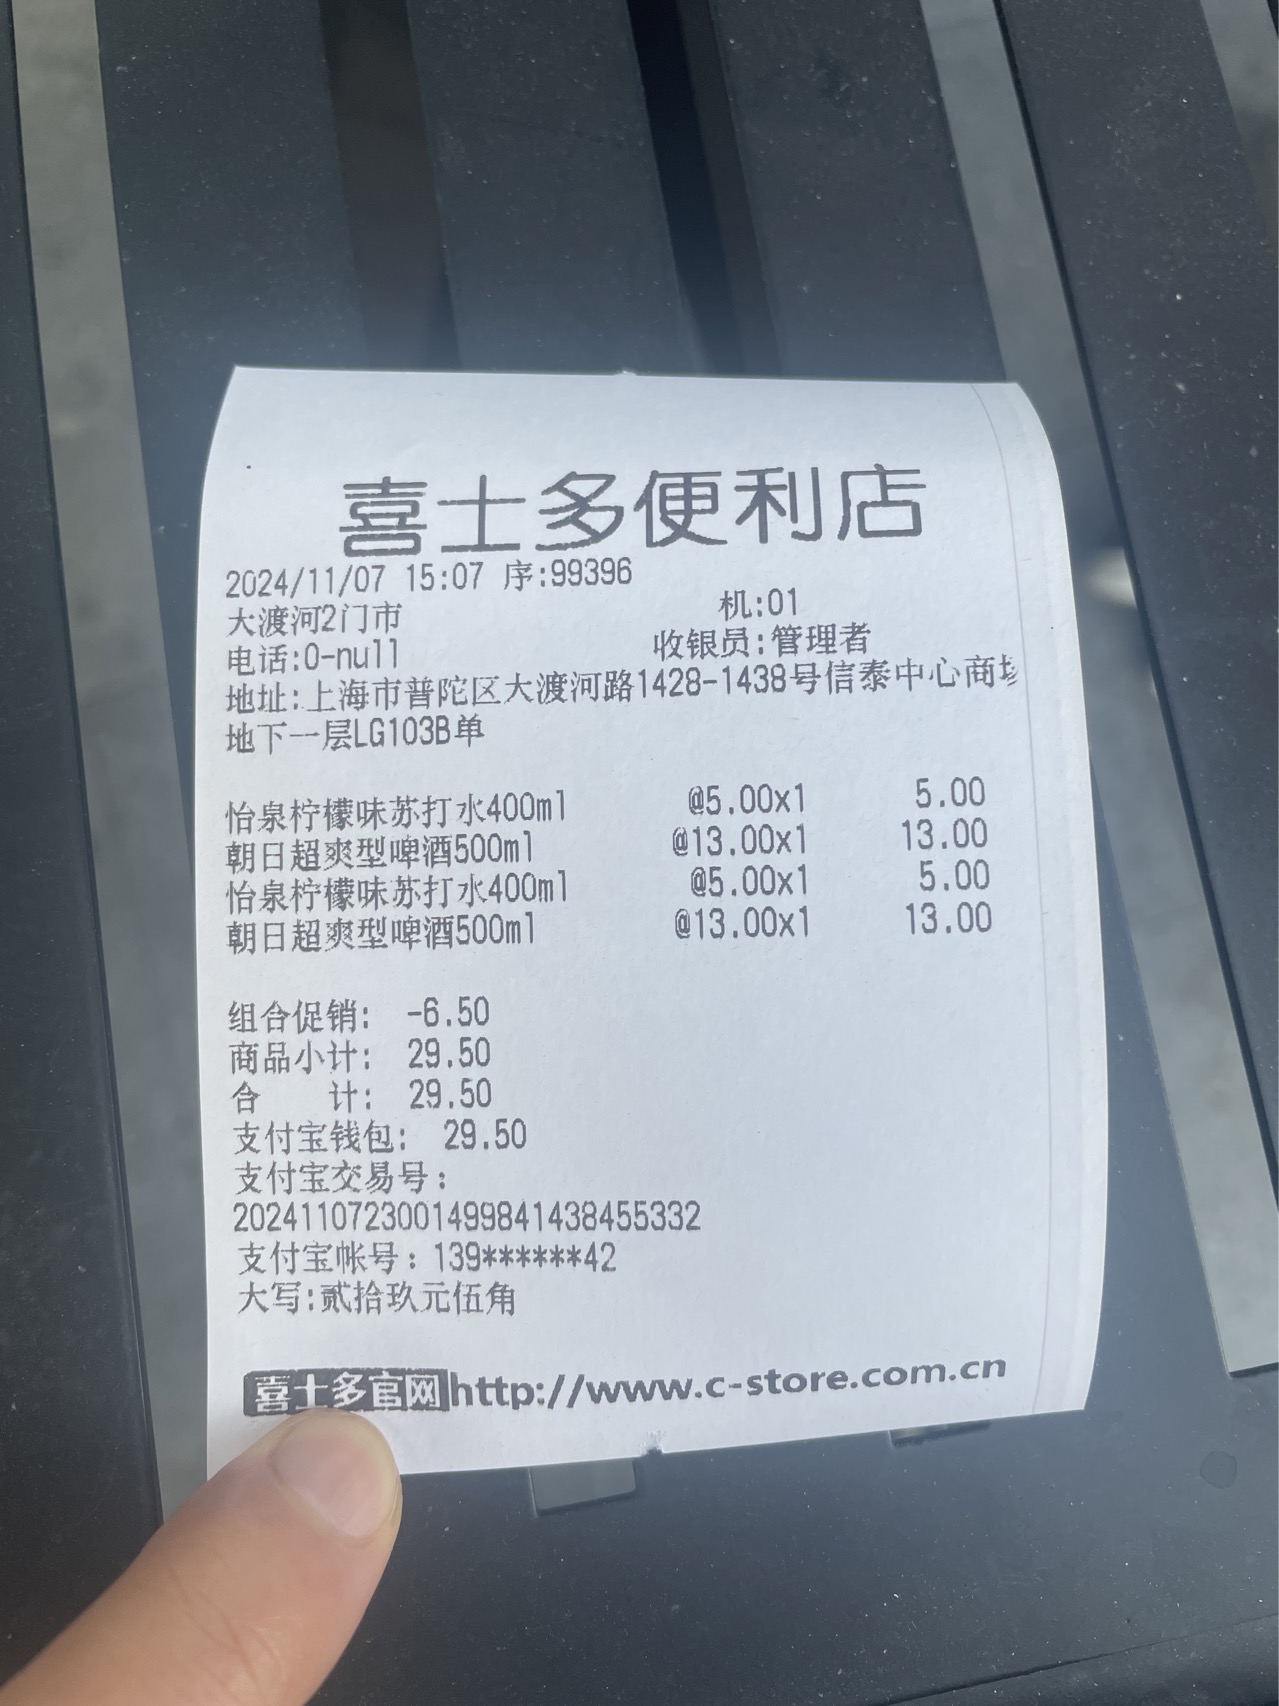 喜士多便利店
2024/11/07 15:07 序:99396
大渡河2门市 机:01
电话:0-null 收银员:管理者
地址:上海市普陀区大渡河路1428-1438号信泰中心商场
地下一层LG103B单
怡泉柠檬味苏打水400ml @5.00x1 5.00
朝日超爽型啤酒500ml @13.00x1 13.00
怡泉柠檬味苏打水400ml @5.00x1 5.00
朝日超爽型啤酒500ml @13.00x1 13.00
组合促销: -6.50
商品小计: 29.50
合 计: 29.50
支付宝钱包: 29.50
支付宝交易号:
2024110723001499841438455332
支付宝帐号:139******42
大写:贰拾玖元伍角
喜士多官网http://www.c-store.com.cn